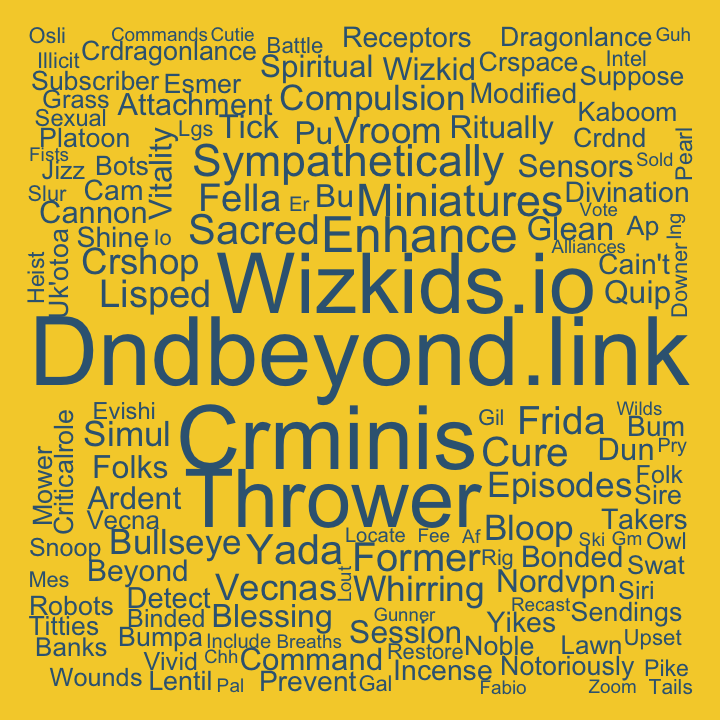 Osli Commands Cutie Battle Receptors Dragonlance Guh
Illicit Crdragonlance Spiritual Wizkid Crspace Intel
Subscriber Esmer Compulsion Modified Suppose
Grass Attachment Kaboom
Sexual Lgs Tick Pu Vroom Ritually Crdnd
Platoon Vitality Sympathetically Sensors Sold Pearl
Fists Jizz Bots
Slur Cam Fella Er Bu Miniatures Divination
Cannon Vote
Shine Io Sacred Enhance Glean Ap Ing
Heist Uk'otoa Crshop Alliances Cain't Downer
Lisped Wizkids.io Quip
Dndbeyond.link
Evishi Crminis Gil Frida Wilds Bum
Simul Cure Dun Pry
Mower Criticalrole Folks Thrower Episodes Folk
Ardent Sire
Vecna Takers
Snoop Bullseye Yada Locate Fee Af Bloop Ski Gm Owl
Beyond Former Rig Bonded Swat
Mes Detect Vecnas Lout Whirring Nordvpn Siri
Robots Binded Blessing Gunner Yikes Recast Sendings
Titties Bumpa Include Breaths Session Noble Lawn Upset
Banks Vivid Chh Command Restore Notoriously Pike
Wounds Lentil Pal Prevent Gal Incense Fabio Zoom Tails